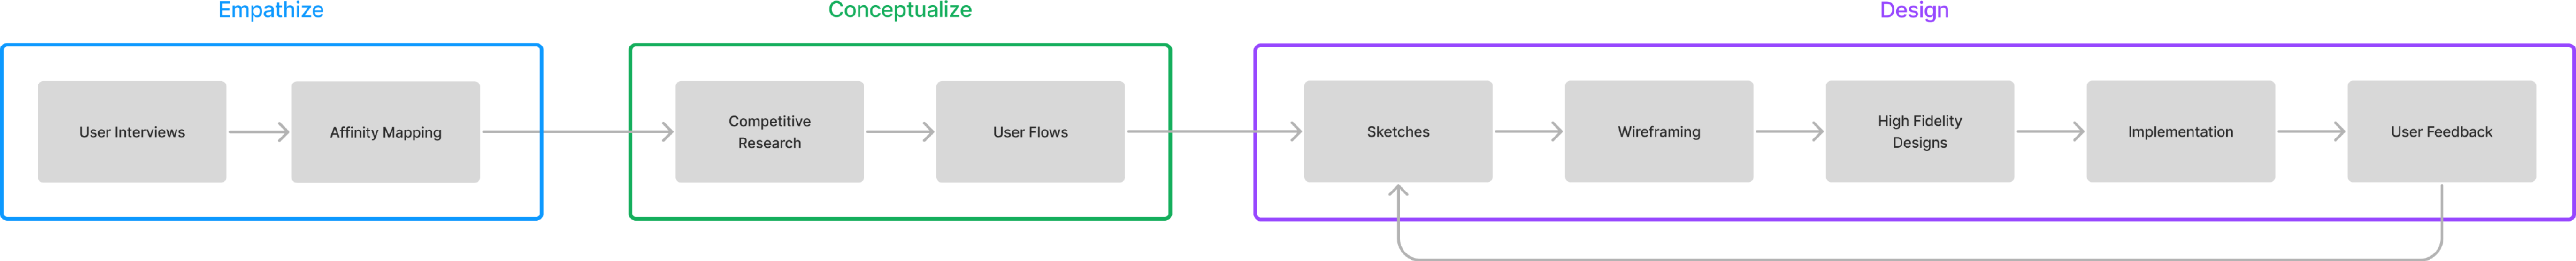 Empathize
Conceptualize
Design
User Interviews
Affinity Mapping
Competitive
Research
User Flows
Sketches
Wireframing
High Fidelity
Designs
Implementation
User Feedback